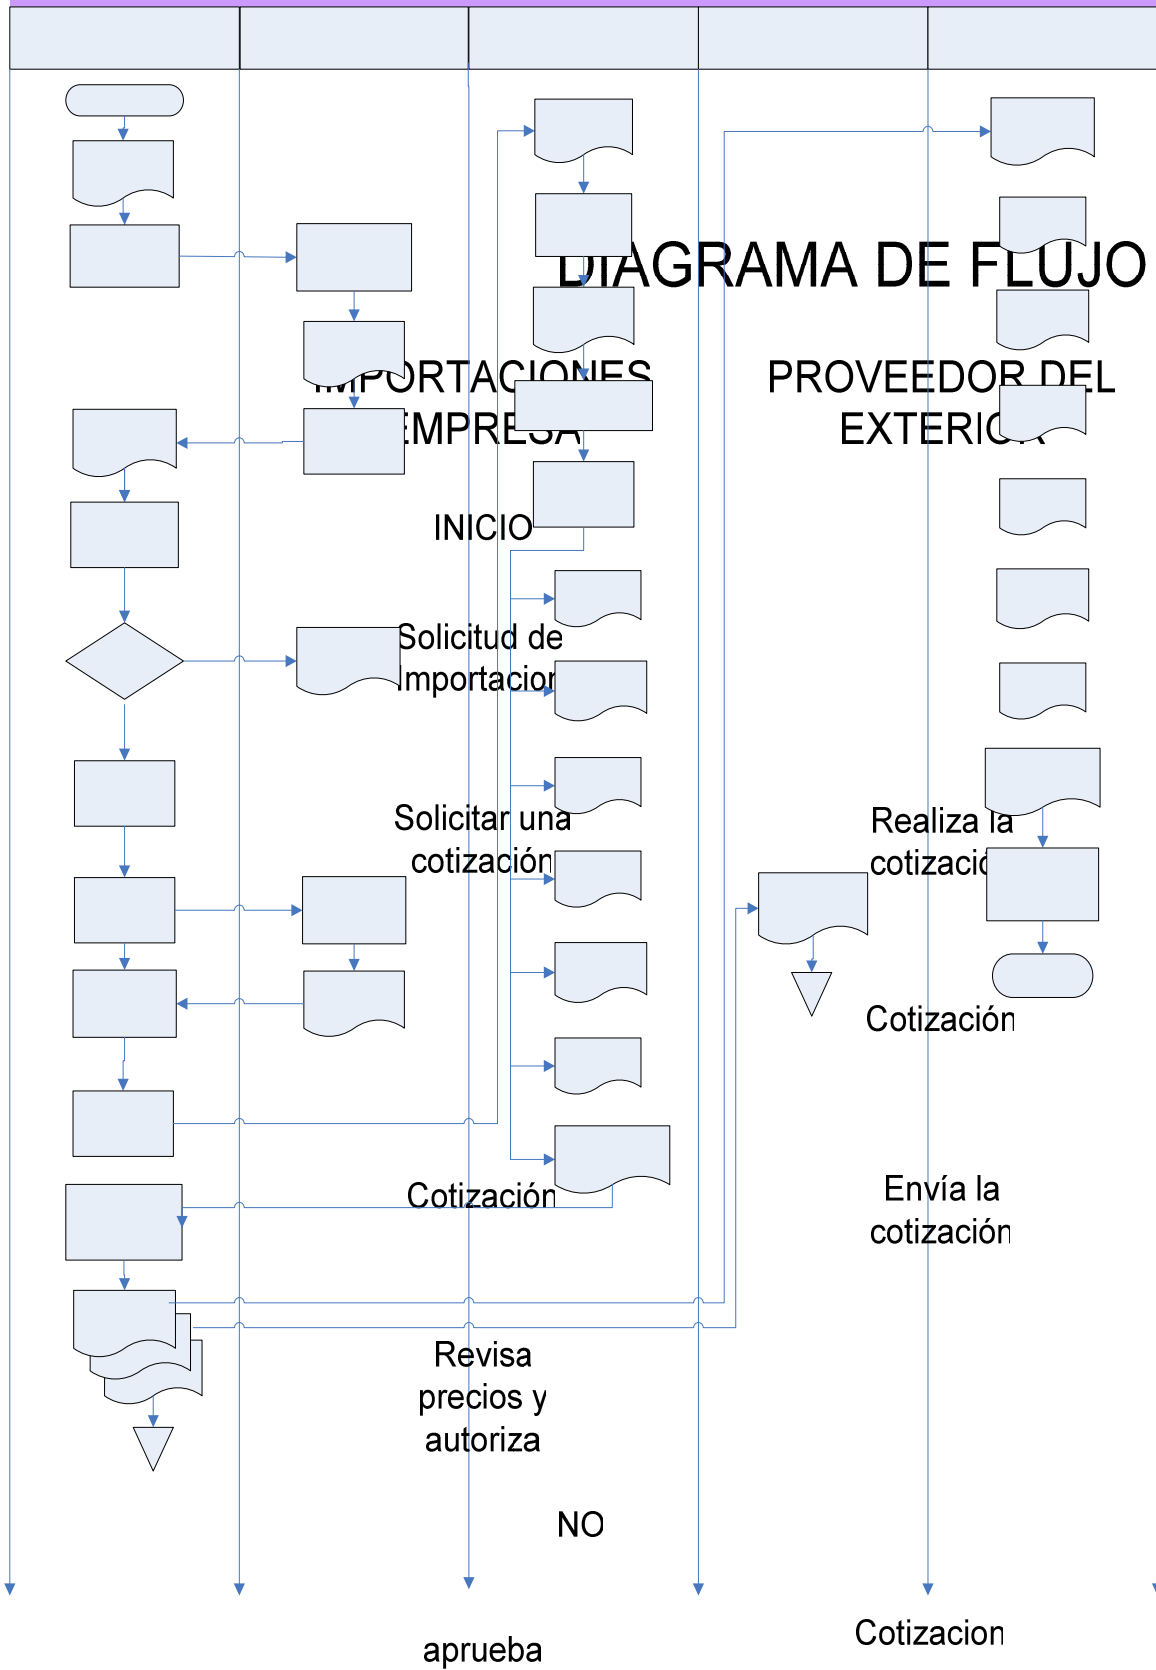 DIAGRAMA DE FLUJO
IMPORTACIONES
EMPRESA
PROVEEDOR DEL
EXTERIOR
INICIO
Solicitud de
Importacion
Solicitar una
cotización
Realiza la
cotización
Cotización
Cotización
Envía la
cotización
Revisa
precios y
autoriza
NO
aprueba
Cotizacion